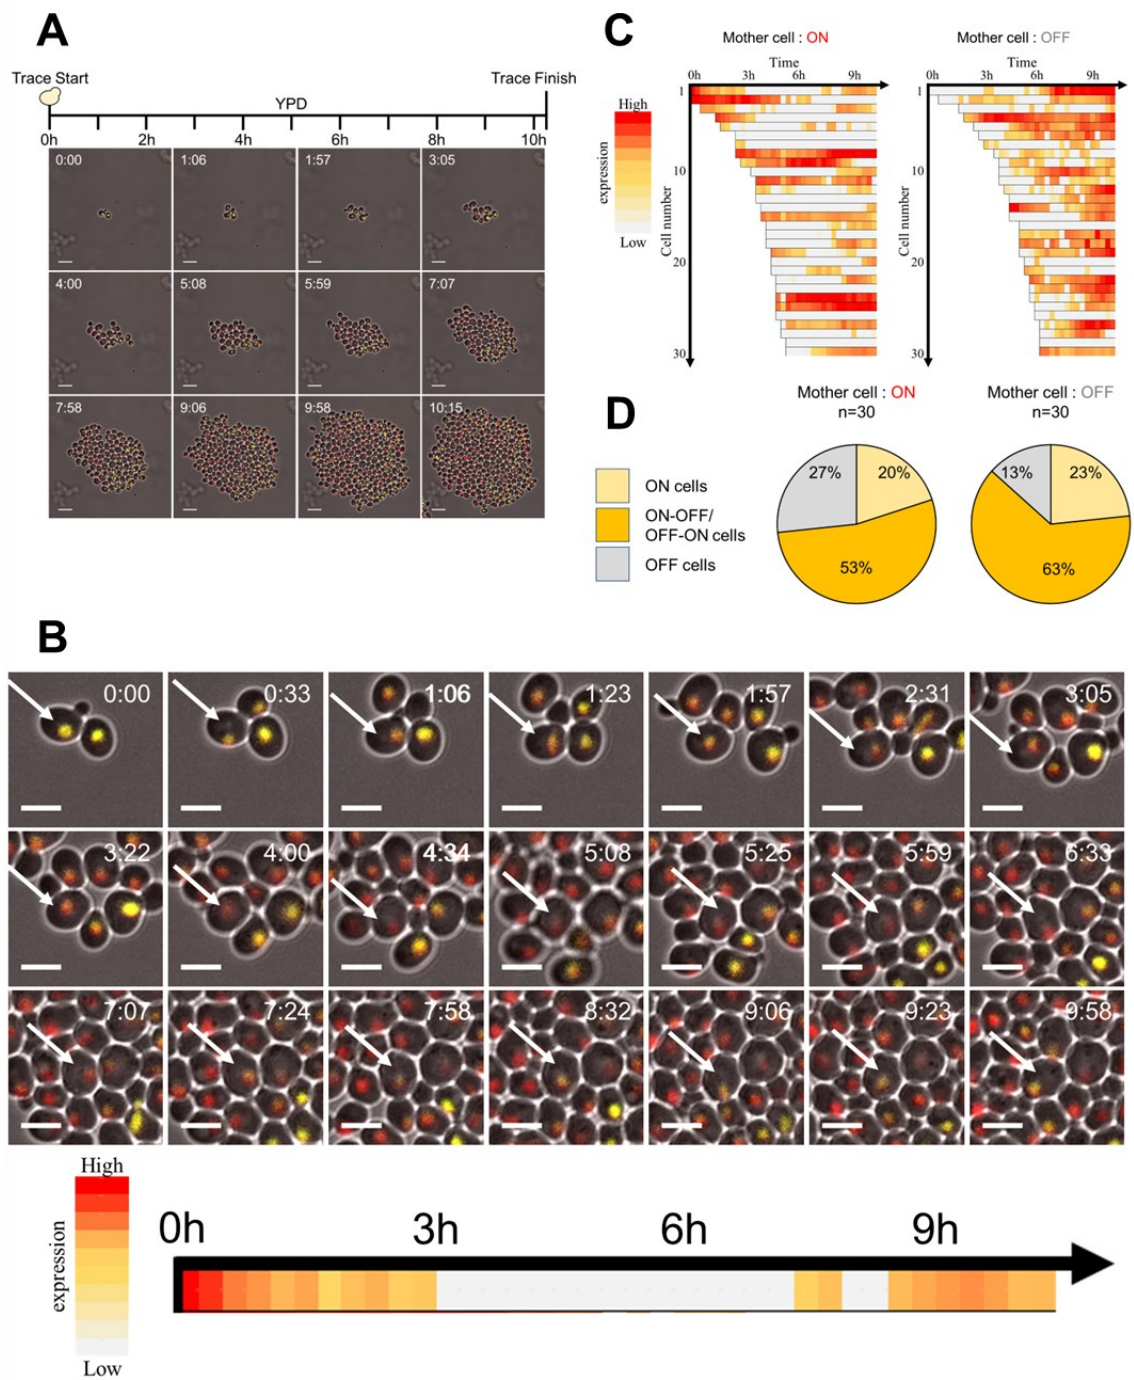 A
Trace Start
Trace Finish
YPD
0h 2h 4h 6h 8h 10h
0:00 1:06 1:57 3:05
4:00 5:08 5:59 7:07
7:58 9:06 9:58 10:15
C
Mother cell : ON
Time
0h 3h 6h 9h
High
expression
Low
Cell number
1
10
20
30
Mother cell : OFF
Time
0h 3h 6h 9h
Cell number
1
10
20
30
D
ON cells
ON-OFF/
OFF-ON cells
OFF cells
Mother cell : ON
n=30
27% 20%
53%
Mother cell : OFF
n=30
13% 23%
63%
B
0:00 0:33 1:06 1:23 1:57 2:31 3:05
3:22 4:00 4:34 5:08 5:25 5:59 6:33
7:07 7:24 7:58 8:32 9:06 9:23 9:58
High
expression
Low
0h 3h 6h 9h